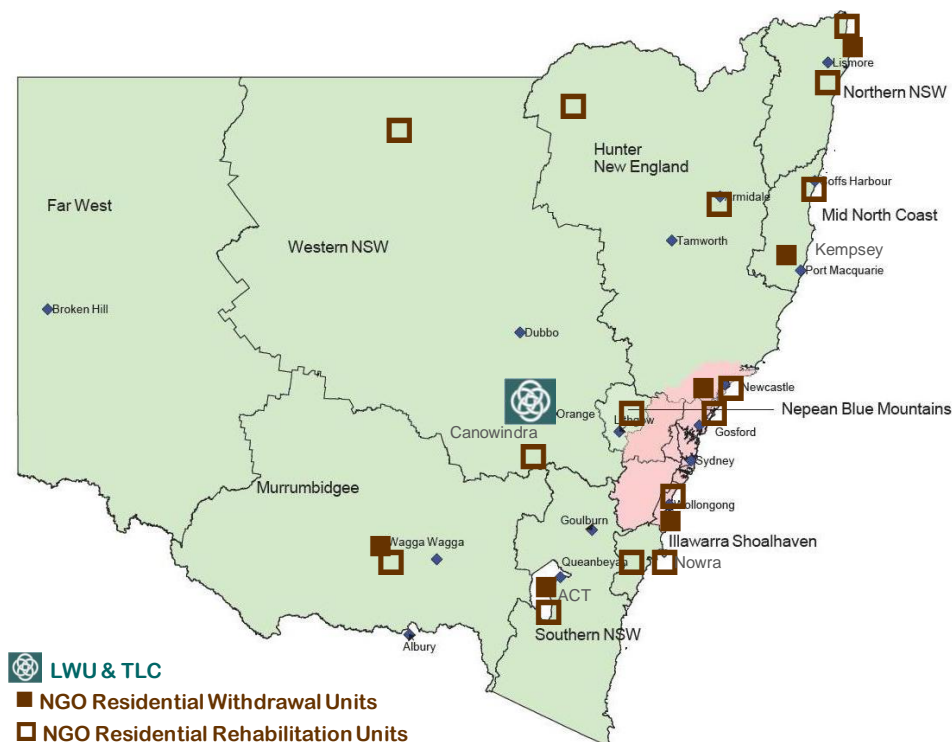 Lismore
Northern NSW
Hunter
New England
Far West
offs Harbour
rmidale
Mid North Coast
Western NSW
Tamworth
Kempsey
Port Macquarie
Broken Hill
Dubbo
Newcastle
Nepean Blue Mountains
Orange
Lithgow
Gosford
Canowindra
Sydney
Murrumbidgee
Wollongong
Goulburn
Illawarra Shoalhaven
Wagga Wagga
Queanbeyan
Nowra
ACT
Southern NSW
Albury
LWU & TLC
NGO Residential Withdrawal Units
NGO Residential Rehabilitation Units